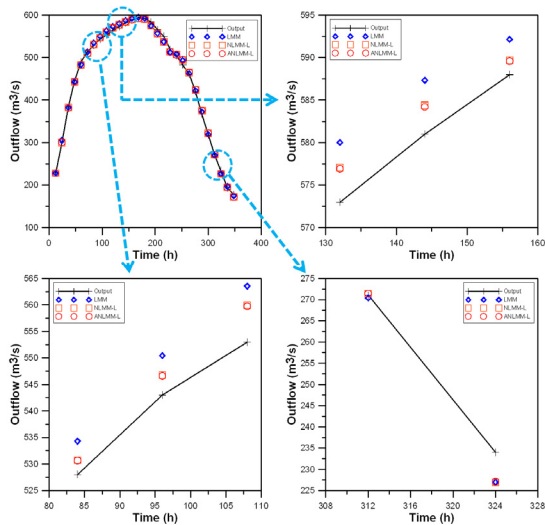 600
500
400
300
200
100
Outflow (m3/s)
0 100 200 300 400
Time (h)
Output
LMM
NLMM-L
ANLMM-L
595
590
585
580
575
570
Outflow (m3/s)
130 140 150 160
Time (h)
Output
LMM
NLMM-L
ANLMM-L
565
560
555
550
545
540
535
530
525
Outflow (m3/s)
80 85 90 95 100 105 110
Time (h)
Output
LMM
NLMM-L
ANLMM-L
275
270
265
260
255
250
245
240
235
230
225
Outflow (m3/s)
308 312 316 320 324 328
Time (h)
Output
LMM
NLMM-L
ANLMM-L